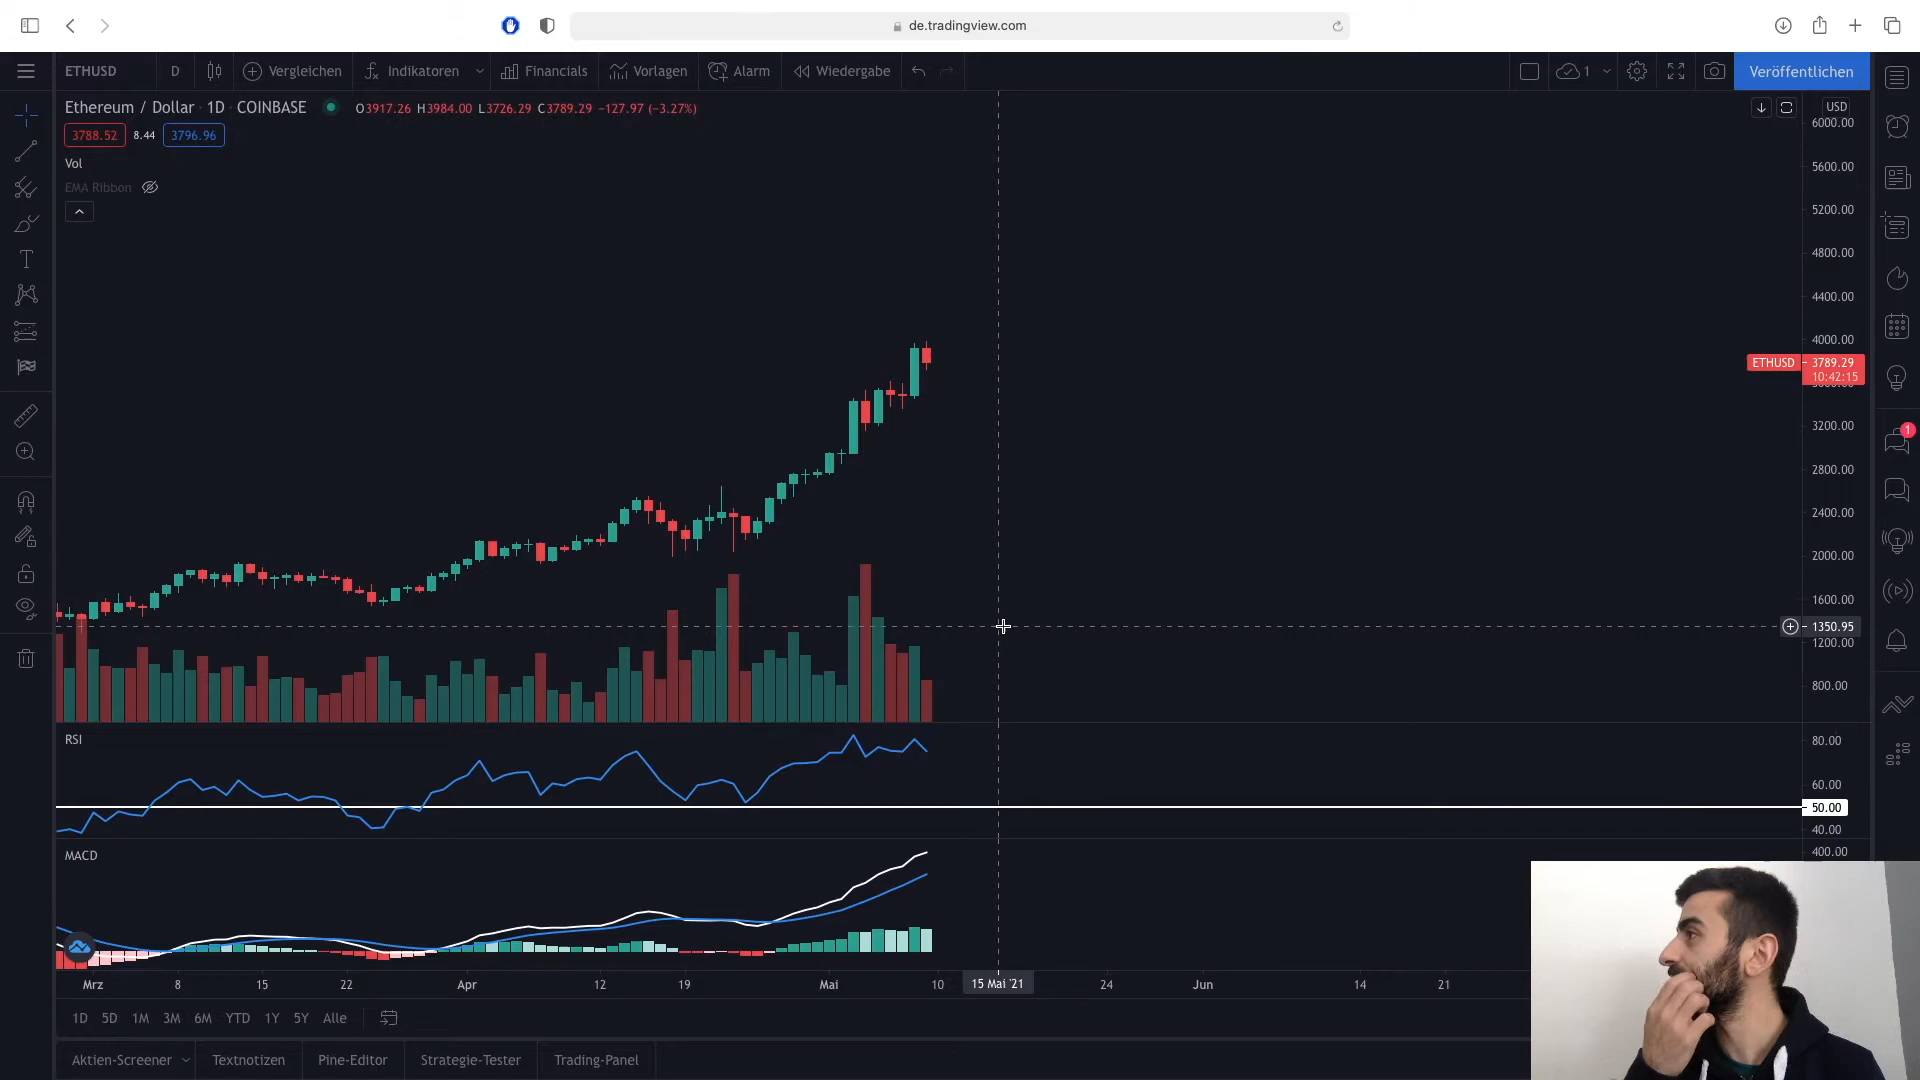 de.tradingview.com
ETHUSD D Vergleichen Indikatoren Financials Vorlagen Alarm Wiedergabe 1 Veröffentlichen
Ethereum / Dollar · 1D · COINBASE O3917.26 H3984.00 L3726.29 C3789.29 −127.97 (−3.27%)
USD
3788.52 8.44 3796.96
Vol
EMA Ribbon
6000.00
5600.00
5200.00
4800.00
4400.00
4000.00
ETHUSD 3789.29
10:42:15
3200.00
2800.00
2400.00
2000.00
1600.00
1350.95
1200.00
800.00
1
RSI
80.00
60.00
50.00
40.00
MACD
400.00
Mrz 8 15 22 Apr 12 19 Mai 10 15 Mai '21 24 Jun 14 21
1D 5D 1M 3M 6M YTD 1Y 5Y Alle
Aktien-Screener Textnotizen Pine-Editor Strategie-Tester Trading-Panel